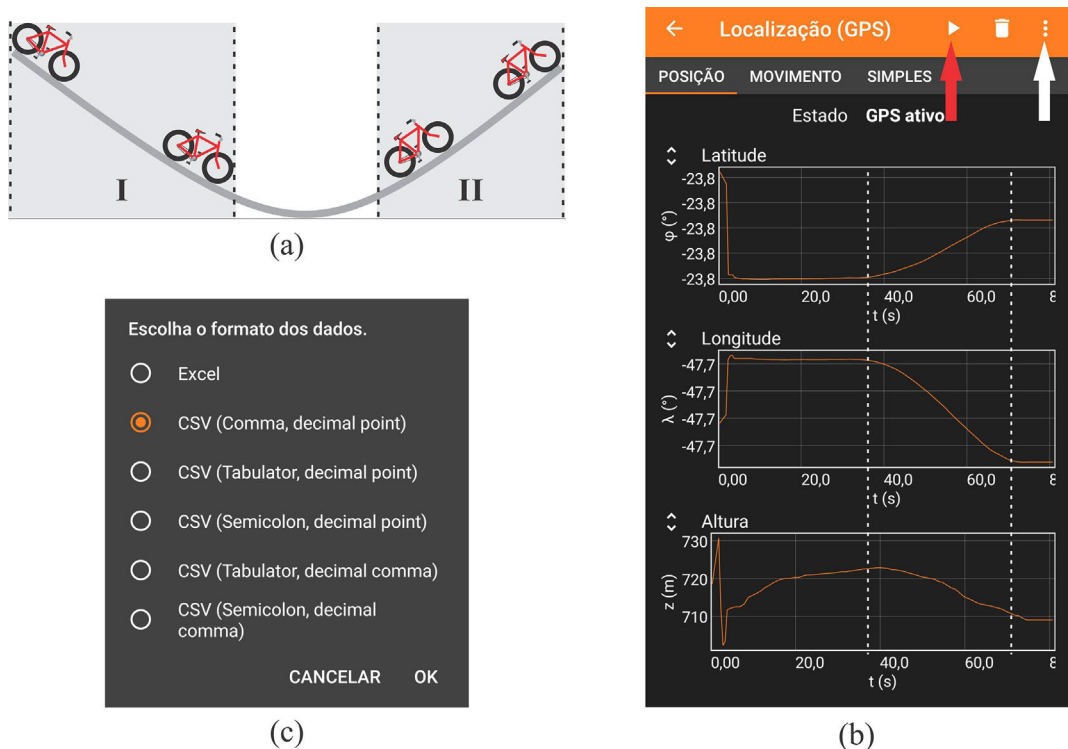 I
II
(a)
Localização (GPS)
POSIÇÃO MOVIMENTO SIMPLES
Estado GPS ativo
Latitude
φ (°)
-23,8
-23,8
-23,8
-23,8
-23,8
0,00 20,0 40,0 60,0 8
t (s)
Longitude
λ (°)
-47,7
-47,7
-47,7
-47,7
0,00 20,0 40,0 60,0 8
t (s)
Altura
z (m)
730
720
710
0,00 20,0 40,0 60,0 8
t (s)
(b)
Escolha o formato dos dados.
Excel
CSV (Comma, decimal point)
CSV (Tabulator, decimal point)
CSV (Semicolon, decimal point)
CSV (Tabulator, decimal comma)
CSV (Semicolon, decimal
comma)
CANCELAR OK
(c)